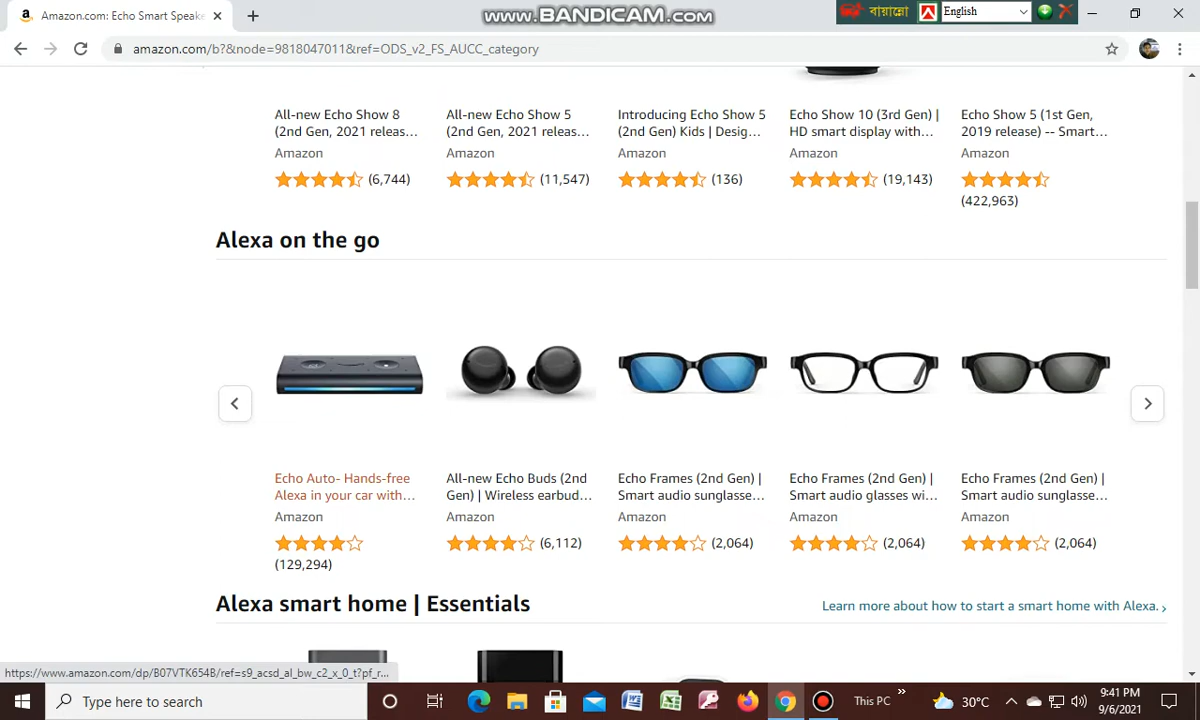 Amazon.com: Echo Smart Speake
www.BANDICAM.com
বায়ান্নো
English
amazon.com/b?&node=9818047011&ref=ODS_v2_FS_AUCC_category
All-new Echo Show 8
(2nd Gen, 2021 releas...
Amazon
(6,744)
All-new Echo Show 5
(2nd Gen, 2021 releas...
Amazon
(11,547)
Introducing Echo Show 5
(2nd Gen) Kids | Desig...
Amazon
(136)
Echo Show 10 (3rd Gen) |
HD smart display with...
Amazon
(19,143)
Echo Show 5 (1st Gen,
2019 release) -- Smart...
Amazon
(422,963)
Alexa on the go
Echo Auto- Hands-free
Alexa in your car with...
Amazon
(129,294)
All-new Echo Buds (2nd
Gen) | Wireless earbud...
Amazon
(6,112)
Echo Frames (2nd Gen) |
Smart audio sunglasse...
Amazon
(2,064)
Echo Frames (2nd Gen) |
Smart audio glasses wi...
Amazon
(2,064)
Echo Frames (2nd Gen) |
Smart audio sunglasse...
Amazon
(2,064)
Alexa smart home | Essentials
Learn more about how to start a smart home with Alexa.
https://www.amazon.com/dp/B07VTK654B/ref=s9_acsd_al_bw_c2_x_0_t?pf_r...
Type here to search
This PC
30°C
9:41 PM
9/6/2021